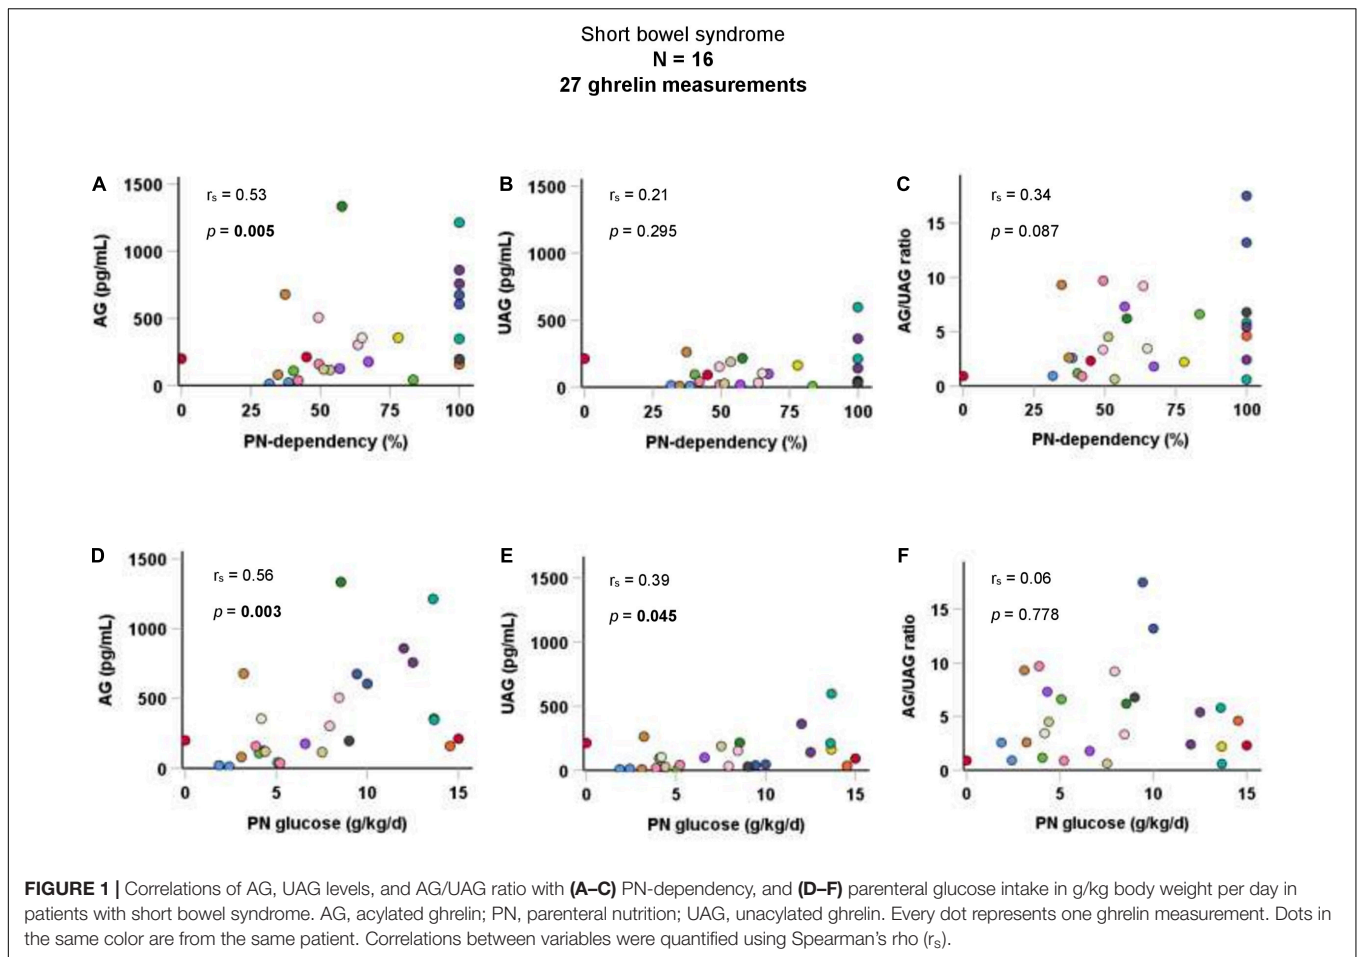 Short bowel syndrome
N = 16
27 ghrelin measurements
A
1500
1000
500
0
AG (pg/mL)
rs = 0.53
p = 0.005
0 25 50 75 100
PN-dependency (%)
B
1500
1000
500
0
UAG (pg/mL)
rs = 0.21
p = 0.295
0 25 50 75 100
PN-dependency (%)
C
15
10
5
0
AG/UAG ratio
rs = 0.34
p = 0.087
0 25 50 75 100
PN-dependency (%)
D
1500
1000
500
0
AG (pg/mL)
rs = 0.56
p = 0.003
0 5 10 15
PN glucose (g/kg/d)
E
1500
1000
500
0
UAG (pg/mL)
rs = 0.39
p = 0.045
0 5 10 15
PN glucose (g/kg/d)
F
15
10
5
0
AG/UAG ratio
rs = 0.06
p = 0.778
0 5 10 15
PN glucose (g/kg/d)
FIGURE 1 | Correlations of AG, UAG levels, and AG/UAG ratio with (A–C) PN-dependency, and (D–F) parenteral glucose intake in g/kg body weight per day in
patients with short bowel syndrome. AG, acylated ghrelin; PN, parenteral nutrition; UAG, unacylated ghrelin. Every dot represents one ghrelin measurement. Dots in
the same color are from the same patient. Correlations between variables were quantified using Spearman's rho (rs).